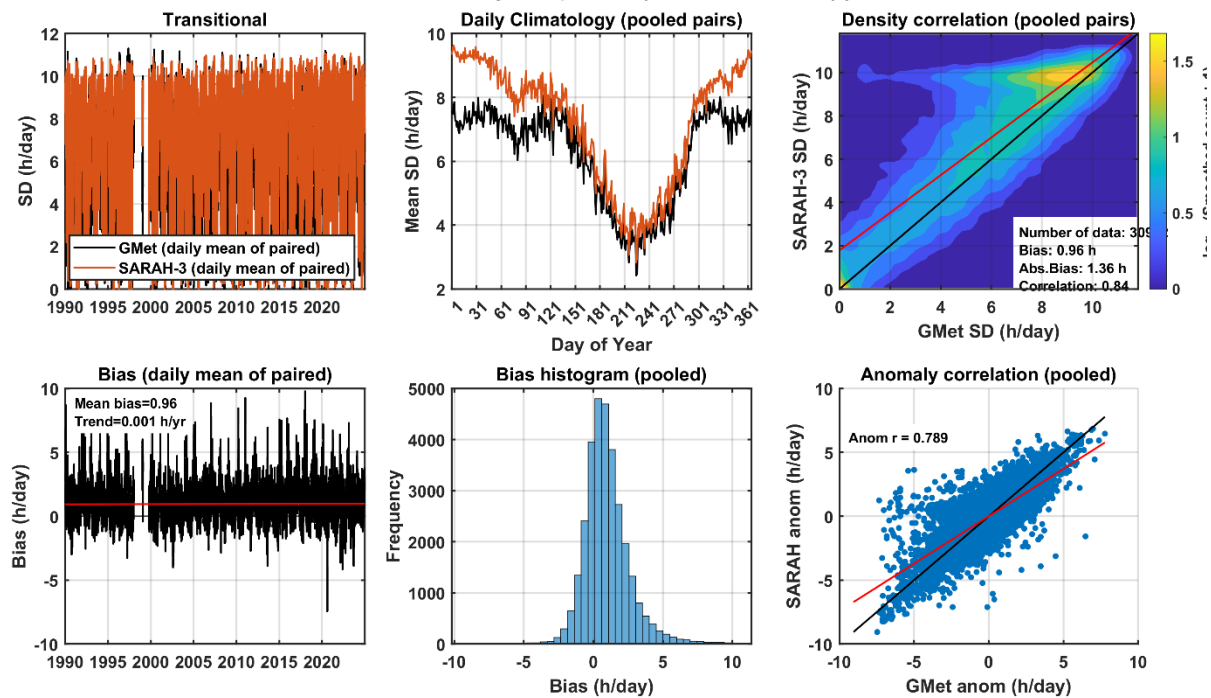 Transitional
12
10
8
6
4
2
0
SD (h/day)
GMet (daily mean of paired)
SARAH-3 (daily mean of paired)
1990 1995 2000 2005 2010 2015 2020
Daily Climatology (pooled pairs)
10
8
6
4
2
Mean SD (h/day)
1 31 61 91 121 151 181 211 241 271 301 331 361
Day of Year
Density correlation (pooled pairs)
10
8
6
4
2
0
SARAH-3 SD (h/day)
Number of data: 309
Bias: 0.96 h
Abs.Bias: 1.36 h
Correlation: 0.84
0 2 4 6 8 10
GMet SD (h/day)
1.5
1
0.5
0
Bias (daily mean of paired)
10
5
0
-5
-10
Bias (h/day)
Mean bias=0.96
Trend=0.001 h/yr
1990 1995 2000 2005 2010 2015 2020
Bias histogram (pooled)
5000
4000
3000
2000
1000
0
Frequency
-10 -5 0 5 10
Bias (h/day)
Anomaly correlation (pooled)
10
5
0
-5
-10
SARAH anom (h/day)
Anom r = 0.789
-10 -5 0 5 10
GMet anom (h/day)